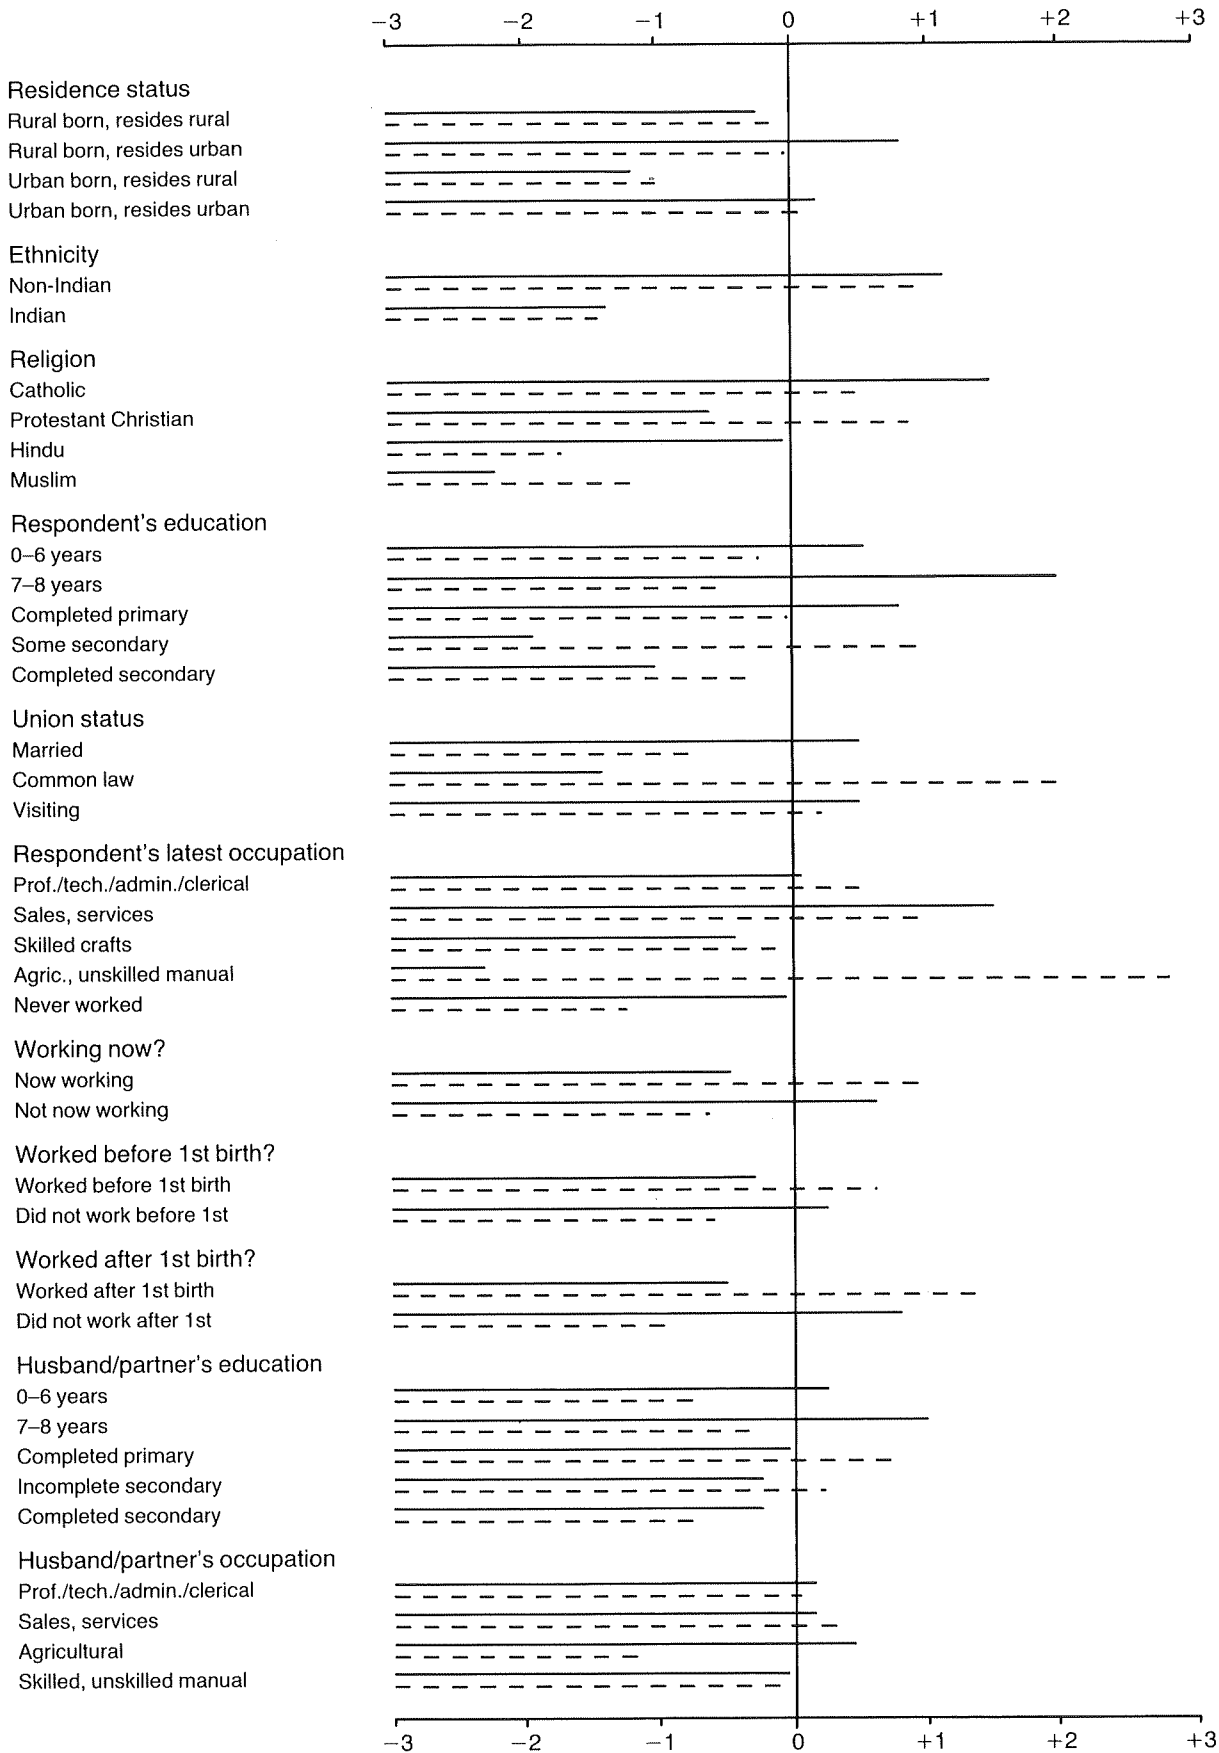 −3 −2 −1 0 +1 +2 +3
Residence status
Rural born, resides rural
Rural born, resides urban
Urban born, resides rural
Urban born, resides urban
Ethnicity
Non-Indian
Indian
Religion
Catholic
Protestant Christian
Hindu
Muslim
Respondent's education
0–6 years
7–8 years
Completed primary
Some secondary
Completed secondary
Union status
Married
Common law
Visiting
Respondent's latest occupation
Prof./tech./admin./clerical
Sales, services
Skilled crafts
Agric., unskilled manual
Never worked
Working now?
Now working
Not now working
Worked before 1st birth?
Worked before 1st birth
Did not work before 1st
Worked after 1st birth?
Worked after 1st birth
Did not work after 1st
Husband/partner's education
0–6 years
7–8 years
Completed primary
Incomplete secondary
Completed secondary
Husband/partner's occupation
Prof./tech./admin./clerical
Sales, services
Agricultural
Skilled, unskilled manual
−3 −2 −1 0 +1 +2 +3